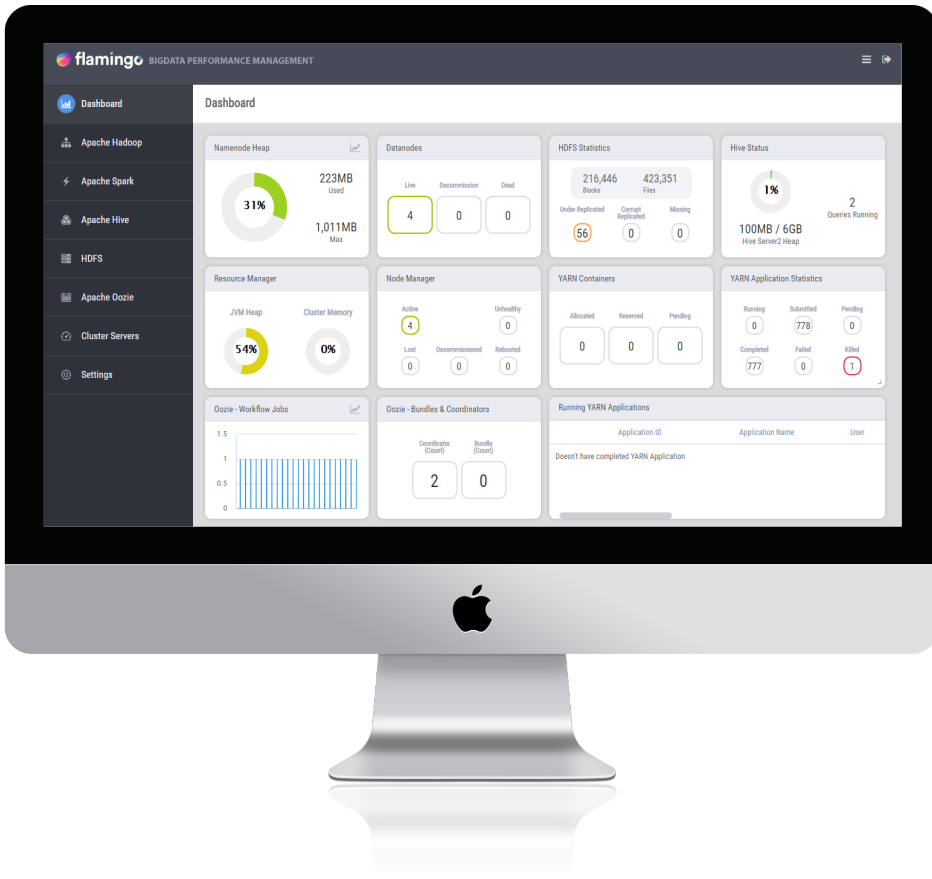 flamingo BIGDATA PERFORMANCE MANAGEMENT
Dashboard
Apache Hadoop
Apache Spark
Apache Hive
HDFS
Apache Oozie
Cluster Servers
Settings
Dashboard
Namenode Heap
31%
223MB
Used
1,011MB
Max
Datanodes
Live Decommission Dead
4 0 0
HDFS Statistics
216,446 423,351
Blocks Files
Under Replicated Corrupt Replicated Missing
56 0 0
Hive Status
1%
100MB / 6GB
Hive Server2 Heap
2
Queries Running
Resource Manager
JVM Heap Cluster Memory
54% 0%
Node Manager
Active Unhealthy
4 0
Lost Decommissioned Rebooted
0 0 0
YARN Containers
Allocated Reserved Pending
0 0 0
YARN Application Statistics
Running Submitted Pending
0 778 0
Completed Failed Killed
777 0 1
Oozie - Workflow Jobs
1.5
1
0.5
0
Oozie - Bundles & Coordinators
Coordinator (Count) Bundle (Count)
2 0
Running YARN Applications
Application ID Application Name User
Doesn't have completed YARN Application